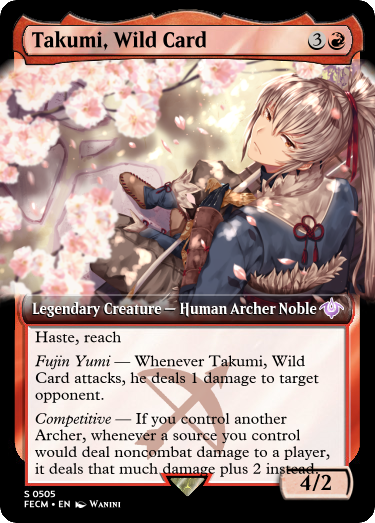 Takumi, Wild Card 3
Legendary Creature — Human Archer Noble
Haste, reach
Fujin Yumi — Whenever Takumi, Wild
Card attacks, he deals 1 damage to target
opponent.
Competitive — If you control another
Archer, whenever a source you control
would deal noncombat damage to a player,
it deals that much damage plus 2 instead.
4/2
S 0505
FECM • EN Wanini